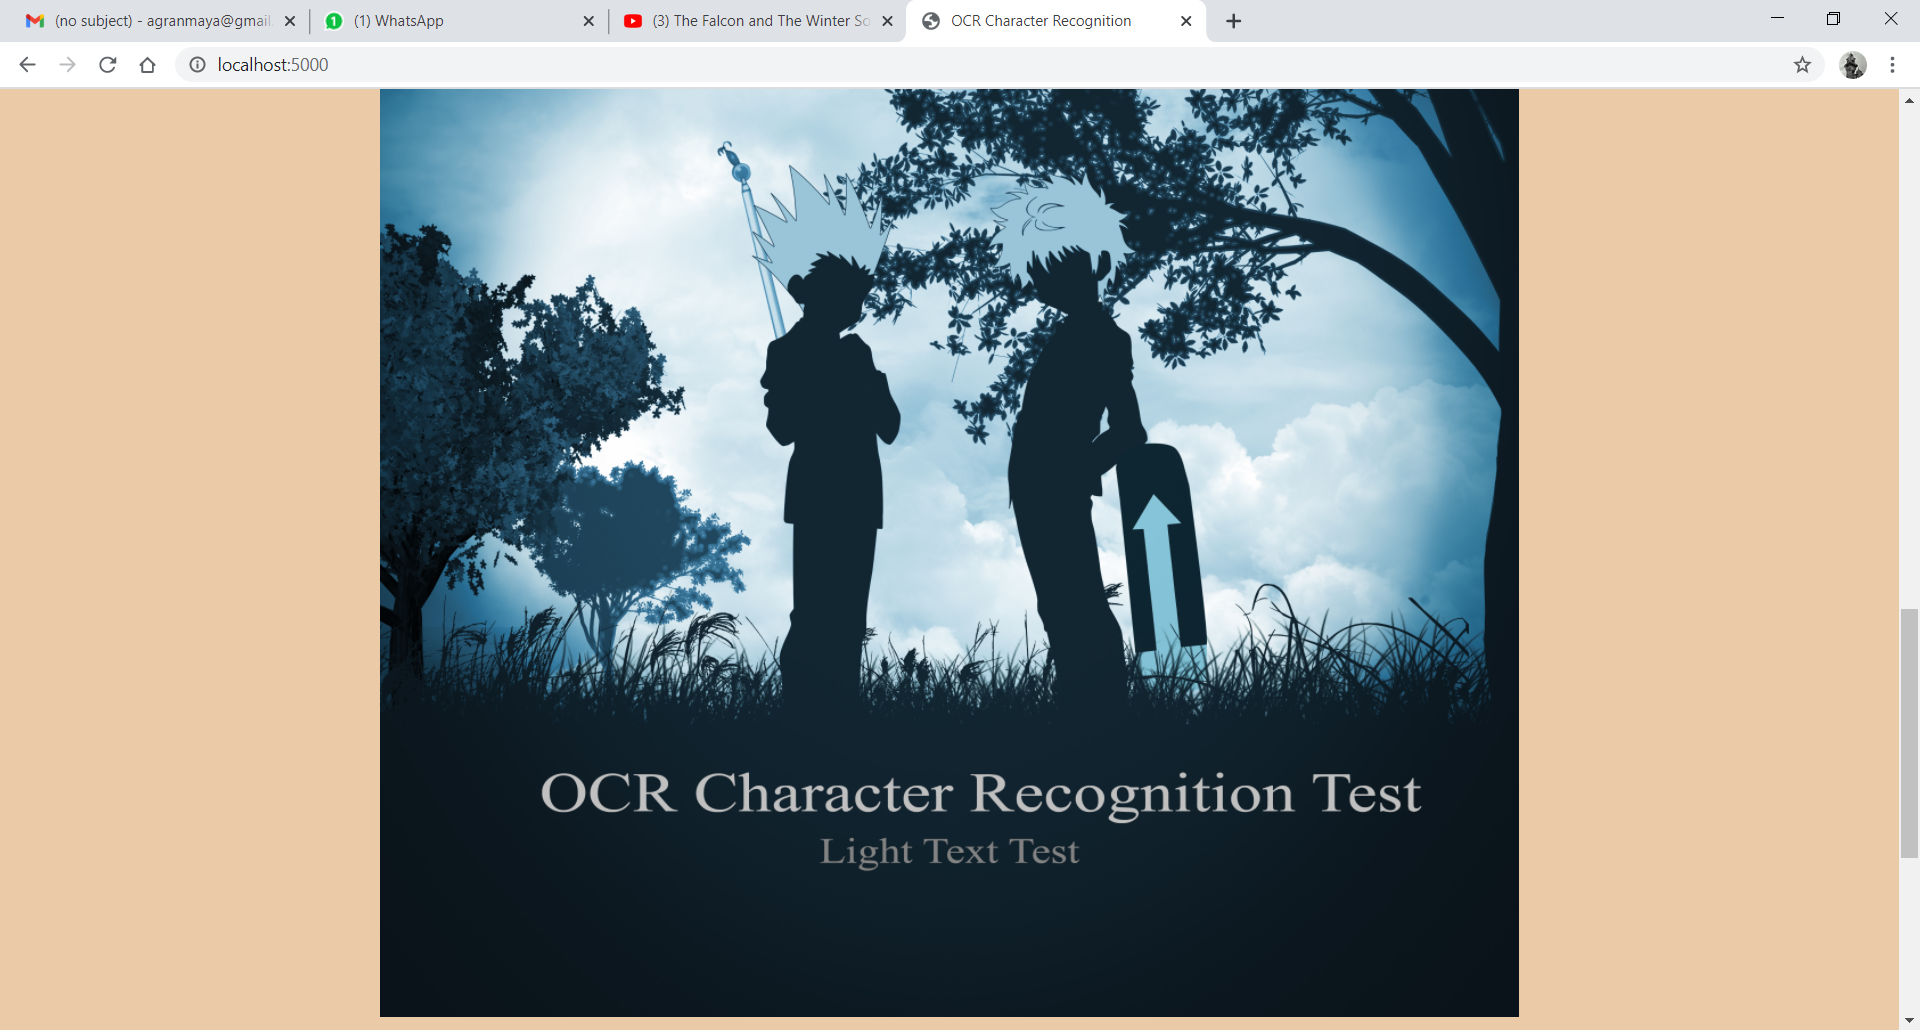 (no subject) - agranmaya@gmail.
(1) WhatsApp
(3) The Falcon and The Winter So
OCR Character Recognition
localhost:5000
OCR Character Recognition Test
Light Text Test